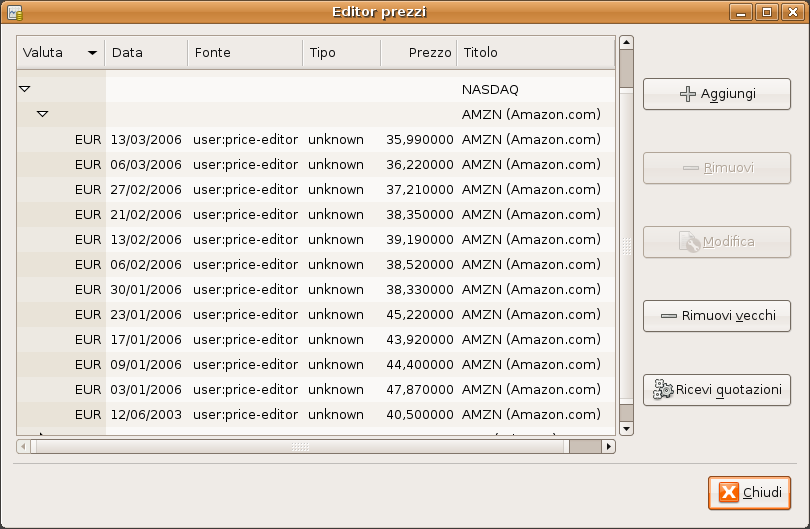 Editor prezzi
Valuta Data Fonte Tipo Prezzo Titolo
NASDAQ
AMZN (Amazon.com)
EUR 13/03/2006 user:price-editor unknown 35,990000 AMZN (Amazon.com)
EUR 06/03/2006 user:price-editor unknown 36,220000 AMZN (Amazon.com)
EUR 27/02/2006 user:price-editor unknown 37,210000 AMZN (Amazon.com)
EUR 21/02/2006 user:price-editor unknown 38,350000 AMZN (Amazon.com)
EUR 13/02/2006 user:price-editor unknown 39,190000 AMZN (Amazon.com)
EUR 06/02/2006 user:price-editor unknown 38,520000 AMZN (Amazon.com)
EUR 30/01/2006 user:price-editor unknown 38,330000 AMZN (Amazon.com)
EUR 23/01/2006 user:price-editor unknown 45,220000 AMZN (Amazon.com)
EUR 17/01/2006 user:price-editor unknown 43,920000 AMZN (Amazon.com)
EUR 09/01/2006 user:price-editor unknown 44,400000 AMZN (Amazon.com)
EUR 03/01/2006 user:price-editor unknown 47,870000 AMZN (Amazon.com)
EUR 12/06/2003 user:price-editor unknown 40,500000 AMZN (Amazon.com)
Aggiungi
Rimuovi
Modifica
Rimuovi vecchi
Ricevi quotazioni
Chiudi